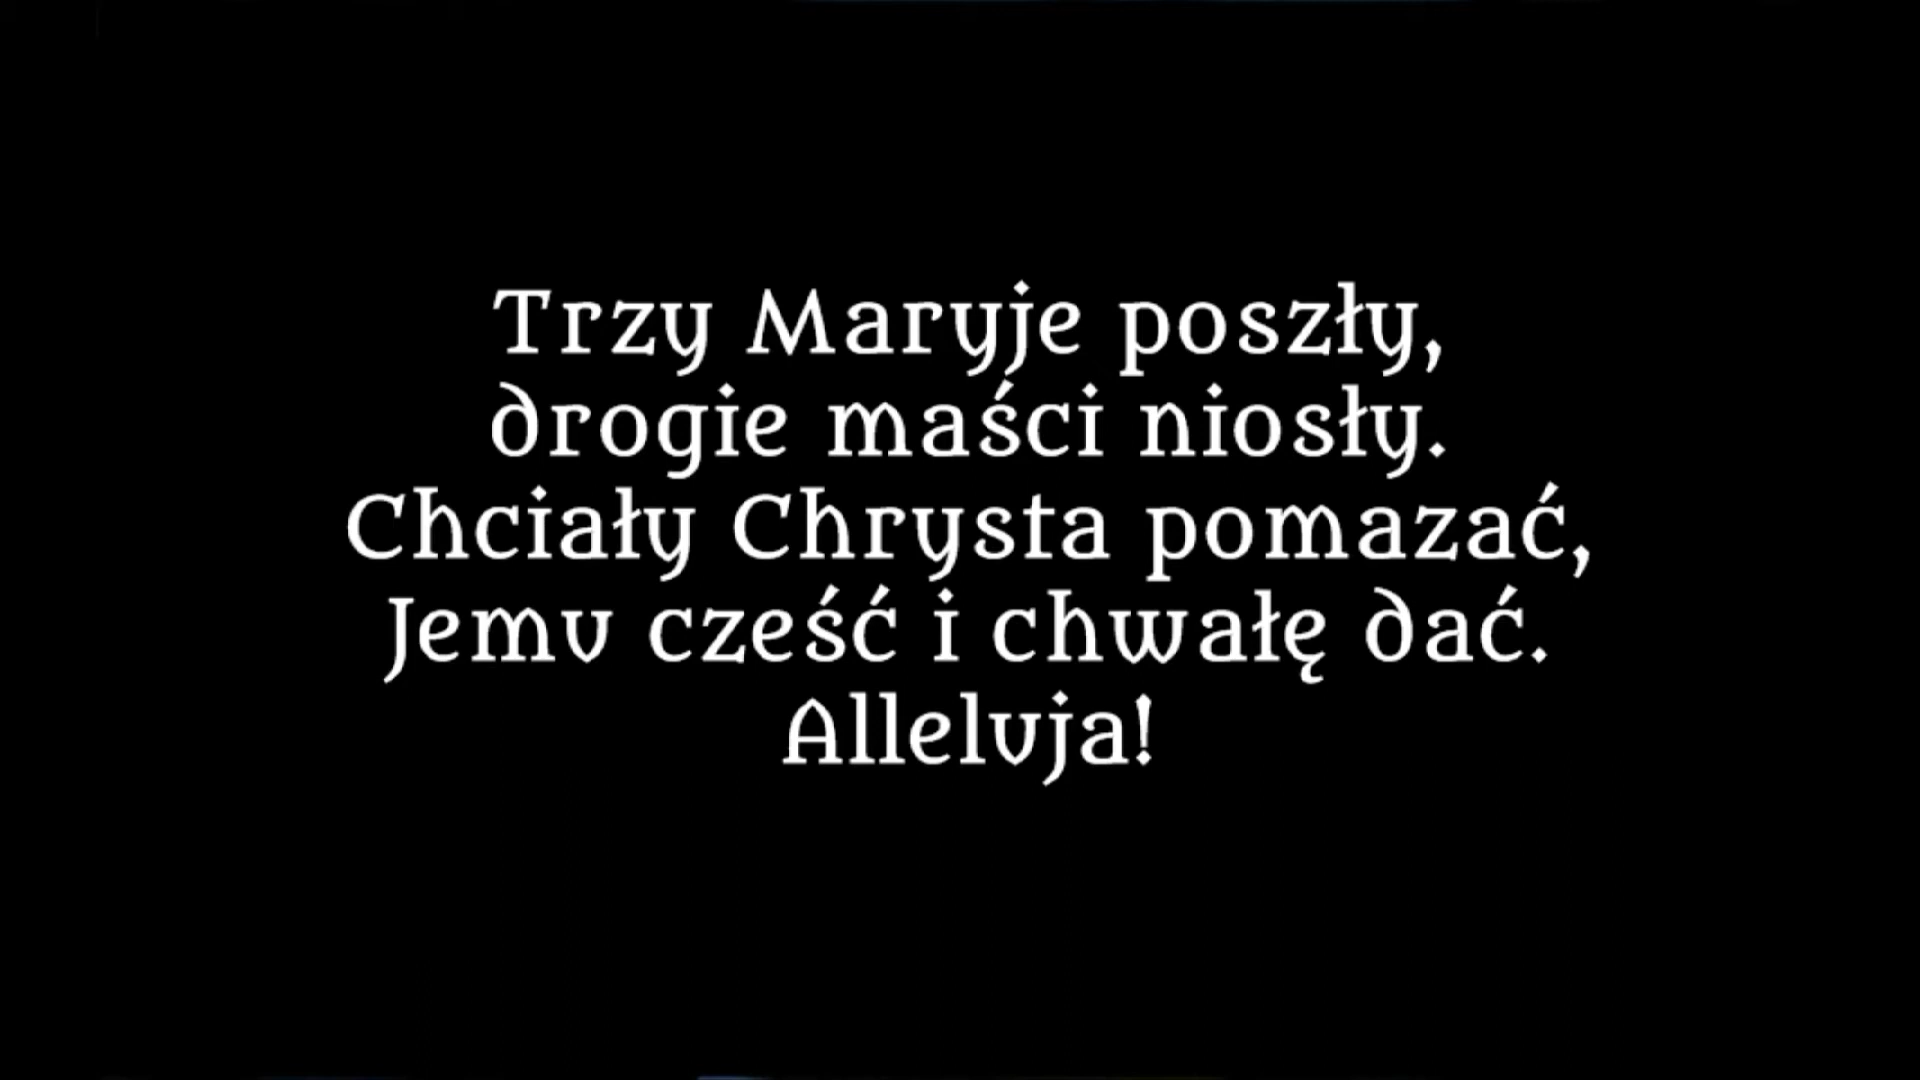 Trzy Maryje poszły,
drogie maści niosły.
Chciały Chrysta pomazać,
Jemu cześć i chwałę dać.
Alleluja!